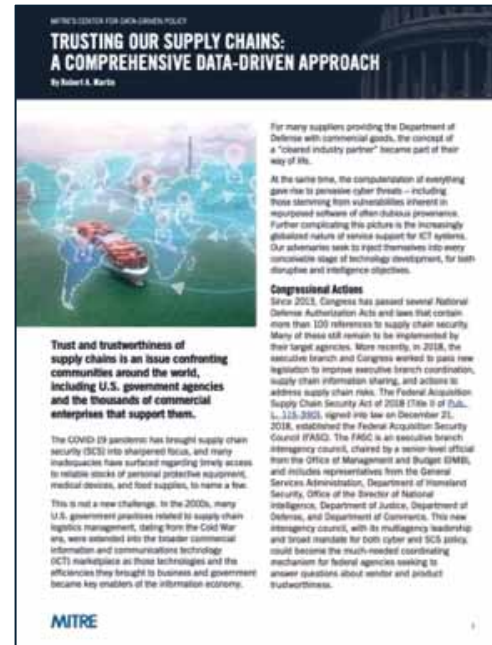 MITRE'S CENTER FOR DATA-DRIVEN POLICY
TRUSTING OUR SUPPLY CHAINS:
A COMPREHENSIVE DATA-DRIVEN APPROACH
By Robert A. Martin
Trust and trustworthiness of
supply chains is an issue confronting
communities around the world,
including U.S. government agencies
and the thousands of commercial
enterprises that support them.
The COVID-19 pandemic has brought supply chain
security (SCS) into sharpened focus, and many
inadequacies have surfaced regarding timely access
to reliable stocks of personal protective equipment,
medical devices, and food supplies, to name a few.
This is not a new challenge. In the 2000s, many
U.S. government practices related to supply chain
logistics management, dating from the Cold War
era, were extended into the broader commercial
information and communications technology
(ICT) marketplace as those technologies and the
efficiencies they brought to business and government
became key enablers of the information economy.
For many suppliers providing the Department of
Defense with commercial goods, the concept of
a "cleared industry partner" became part of their
way of life.
At the same time, the computerization of everything
gave rise to pervasive cyber threats – including
those stemming from vulnerabilities inherent in
repurposed software of often dubious provenance.
Further complicating this picture is the increasingly
globalized nature of service support for ICT systems.
Our adversaries seek to inject themselves into every
conceivable stage of technology development, for both
disruptive and intelligence objectives.
Congressional Actions
Since 2013, Congress has passed several National
Defense Authorization Acts and laws that contain
more than 100 references to supply chain security.
Many of these still remain to be implemented by
their target agencies. More recently, in 2018, the
executive branch and Congress worked to pass new
legislation to improve executive branch coordination,
supply chain information sharing, and actions to
address supply chain risks. The Federal Acquisition
Supply Chain Security Act of 2018 (Title II of Pub.
L. 115-390), signed into law on December 21,
2018, established the Federal Acquisition Security
Council (FASC). The FASC is an executive branch
interagency council, chaired by a senior-level official
from the Office of Management and Budget (OMB),
and includes representatives from the General
Services Administration, Department of Homeland
Security, Office of the Director of National
Intelligence, Department of Justice, Department of
Defense, and Department of Commerce. This new
interagency council, with its multiagency leadership
and broad mandate for both cyber and SCS policy,
could become the much-needed coordinating
mechanism for federal agencies seeking to
answer questions about vendor and product
trustworthiness.
MITRE